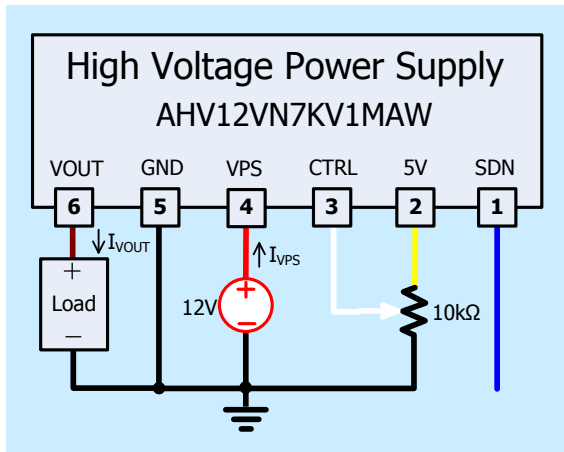 High Voltage Power Supply
AHV12VN7KV1MAW
VOUT GND VPS CTRL 5V SDN
6 5 4 3 2 1
↓IVOUT ↑IVPS
+ +
Load 12V 10kΩ
− −